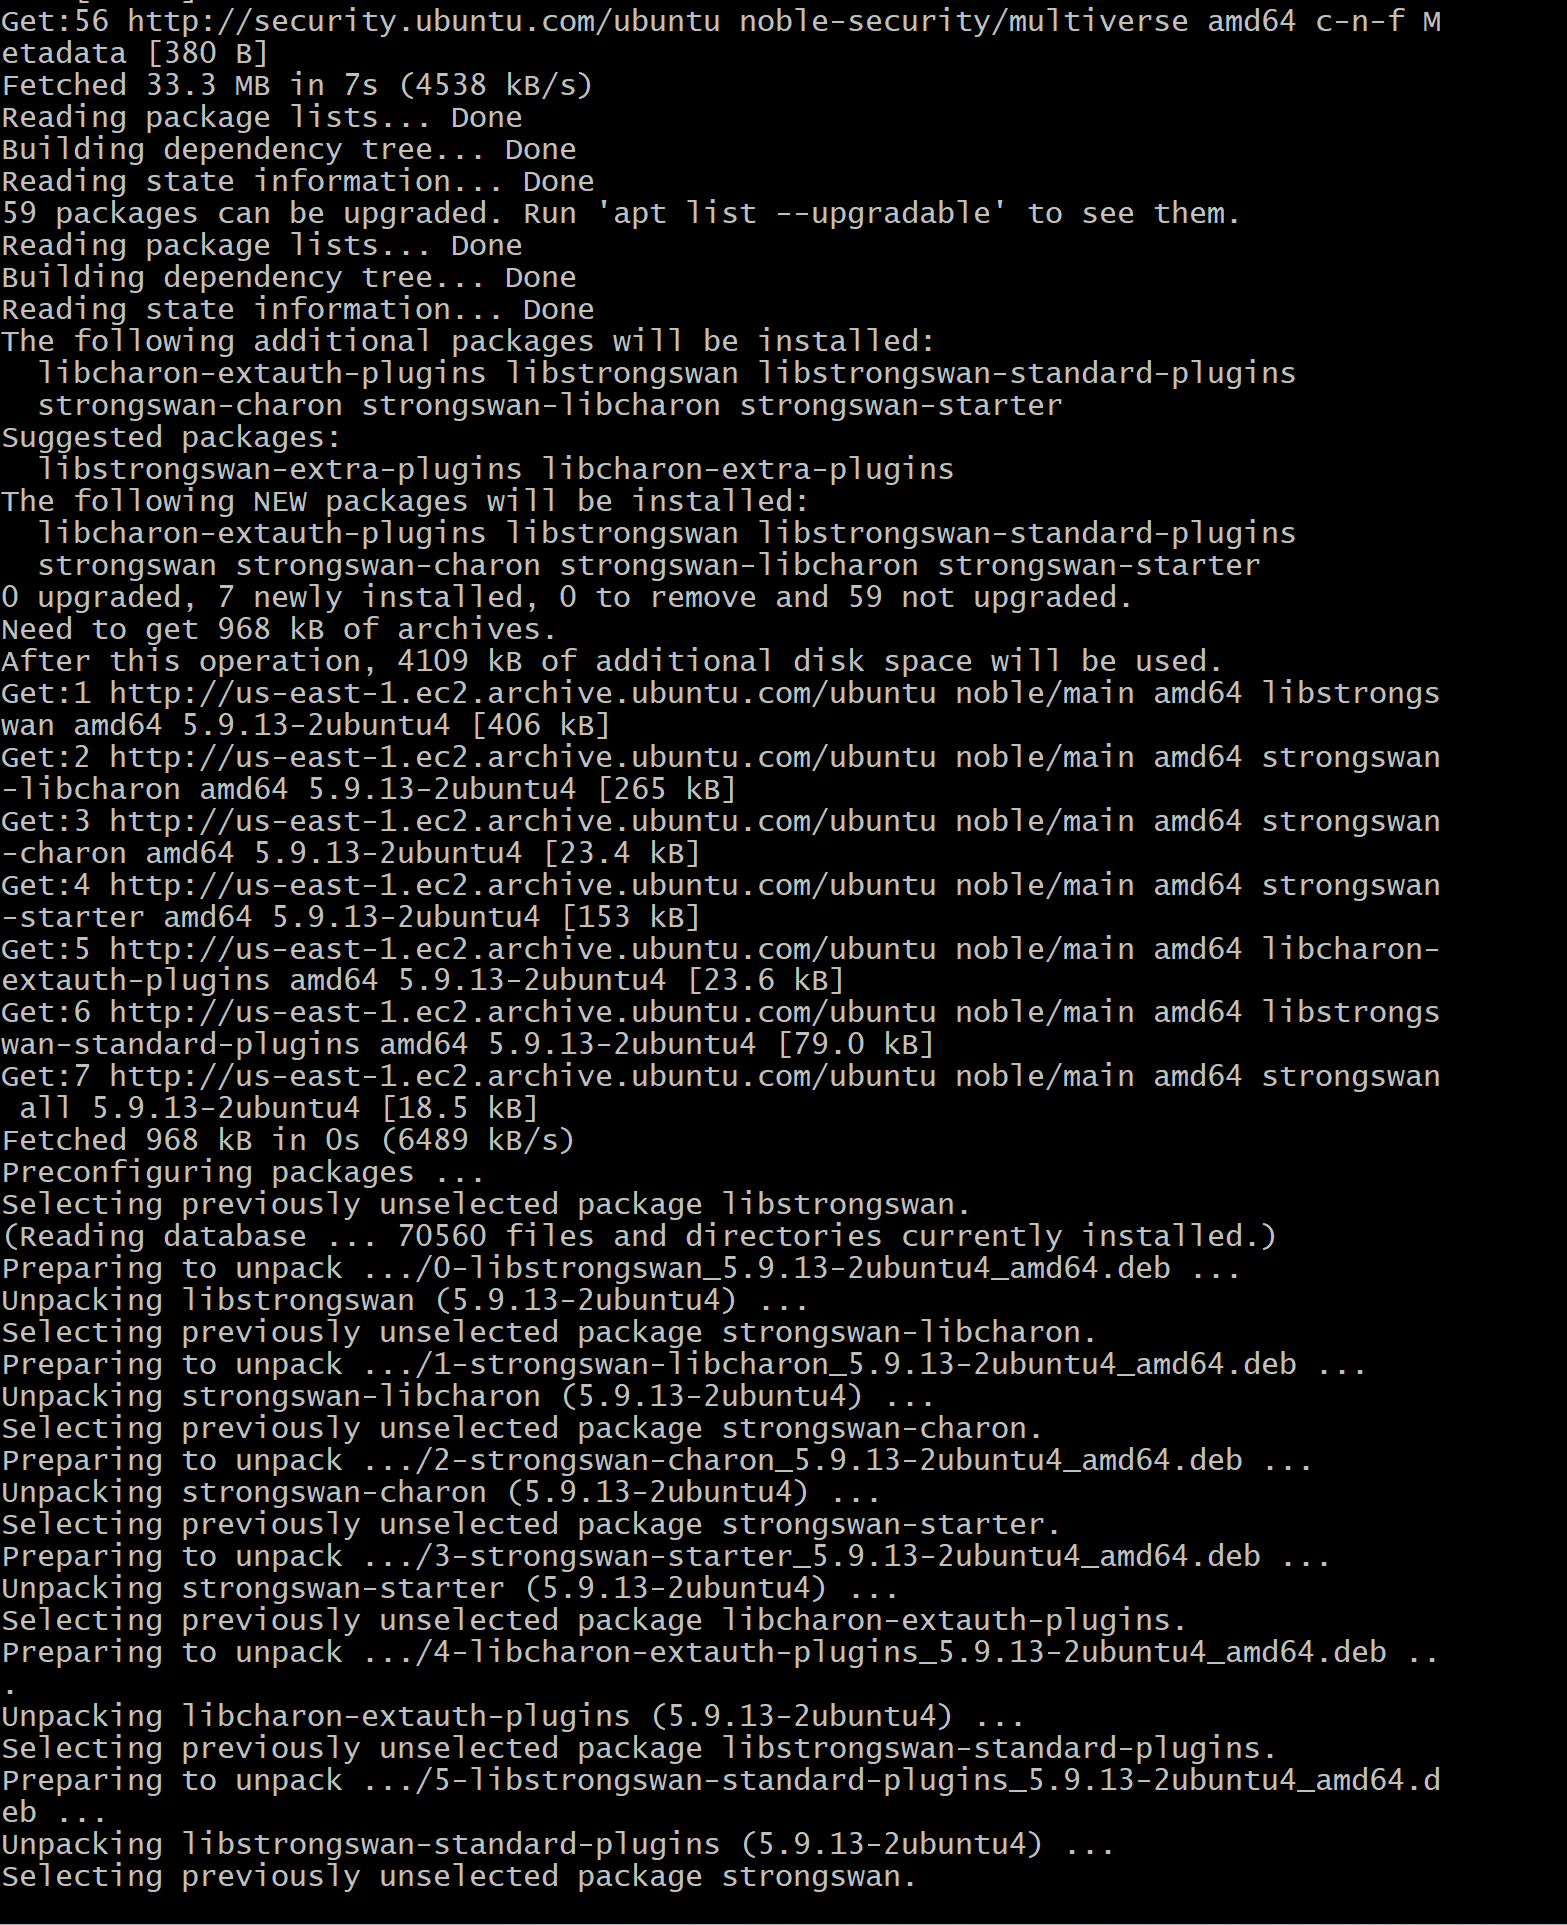 Get:56 http://security.ubuntu.com/ubuntu noble-security/multiverse amd64 c-n-f M
etadata [380 B]
Fetched 33.3 MB in 7s (4538 kB/s)
Reading package lists... Done
Building dependency tree... Done
Reading state information... Done
59 packages can be upgraded. Run 'apt list --upgradable' to see them.
Reading package lists... Done
Building dependency tree... Done
Reading state information... Done
The following additional packages will be installed:
  libcharon-extauth-plugins libstrongswan libstrongswan-standard-plugins
  strongswan-charon strongswan-libcharon strongswan-starter
Suggested packages:
  libstrongswan-extra-plugins libcharon-extra-plugins
The following NEW packages will be installed:
  libcharon-extauth-plugins libstrongswan libstrongswan-standard-plugins
  strongswan strongswan-charon strongswan-libcharon strongswan-starter
0 upgraded, 7 newly installed, 0 to remove and 59 not upgraded.
Need to get 968 kB of archives.
After this operation, 4109 kB of additional disk space will be used.
Get:1 http://us-east-1.ec2.archive.ubuntu.com/ubuntu noble/main amd64 libstrongs
wan amd64 5.9.13-2ubuntu4 [406 kB]
Get:2 http://us-east-1.ec2.archive.ubuntu.com/ubuntu noble/main amd64 strongswan
-libcharon amd64 5.9.13-2ubuntu4 [265 kB]
Get:3 http://us-east-1.ec2.archive.ubuntu.com/ubuntu noble/main amd64 strongswan
-charon amd64 5.9.13-2ubuntu4 [23.4 kB]
Get:4 http://us-east-1.ec2.archive.ubuntu.com/ubuntu noble/main amd64 strongswan
-starter amd64 5.9.13-2ubuntu4 [153 kB]
Get:5 http://us-east-1.ec2.archive.ubuntu.com/ubuntu noble/main amd64 libcharon-
extauth-plugins amd64 5.9.13-2ubuntu4 [23.6 kB]
Get:6 http://us-east-1.ec2.archive.ubuntu.com/ubuntu noble/main amd64 libstrongs
wan-standard-plugins amd64 5.9.13-2ubuntu4 [79.0 kB]
Get:7 http://us-east-1.ec2.archive.ubuntu.com/ubuntu noble/main amd64 strongswan
 all 5.9.13-2ubuntu4 [18.5 kB]
Fetched 968 kB in 0s (6489 kB/s)
Preconfiguring packages ...
Selecting previously unselected package libstrongswan.
(Reading database ... 70560 files and directories currently installed.)
Preparing to unpack .../0-libstrongswan_5.9.13-2ubuntu4_amd64.deb ...
Unpacking libstrongswan (5.9.13-2ubuntu4) ...
Selecting previously unselected package strongswan-libcharon.
Preparing to unpack .../1-strongswan-libcharon_5.9.13-2ubuntu4_amd64.deb ...
Unpacking strongswan-libcharon (5.9.13-2ubuntu4) ...
Selecting previously unselected package strongswan-charon.
Preparing to unpack .../2-strongswan-charon_5.9.13-2ubuntu4_amd64.deb ...
Unpacking strongswan-charon (5.9.13-2ubuntu4) ...
Selecting previously unselected package strongswan-starter.
Preparing to unpack .../3-strongswan-starter_5.9.13-2ubuntu4_amd64.deb ...
Unpacking strongswan-starter (5.9.13-2ubuntu4) ...
Selecting previously unselected package libcharon-extauth-plugins.
Preparing to unpack .../4-libcharon-extauth-plugins_5.9.13-2ubuntu4_amd64.deb ..
.
Unpacking libcharon-extauth-plugins (5.9.13-2ubuntu4) ...
Selecting previously unselected package libstrongswan-standard-plugins.
Preparing to unpack .../5-libstrongswan-standard-plugins_5.9.13-2ubuntu4_amd64.d
eb ...
Unpacking libstrongswan-standard-plugins (5.9.13-2ubuntu4) ...
Selecting previously unselected package strongswan.